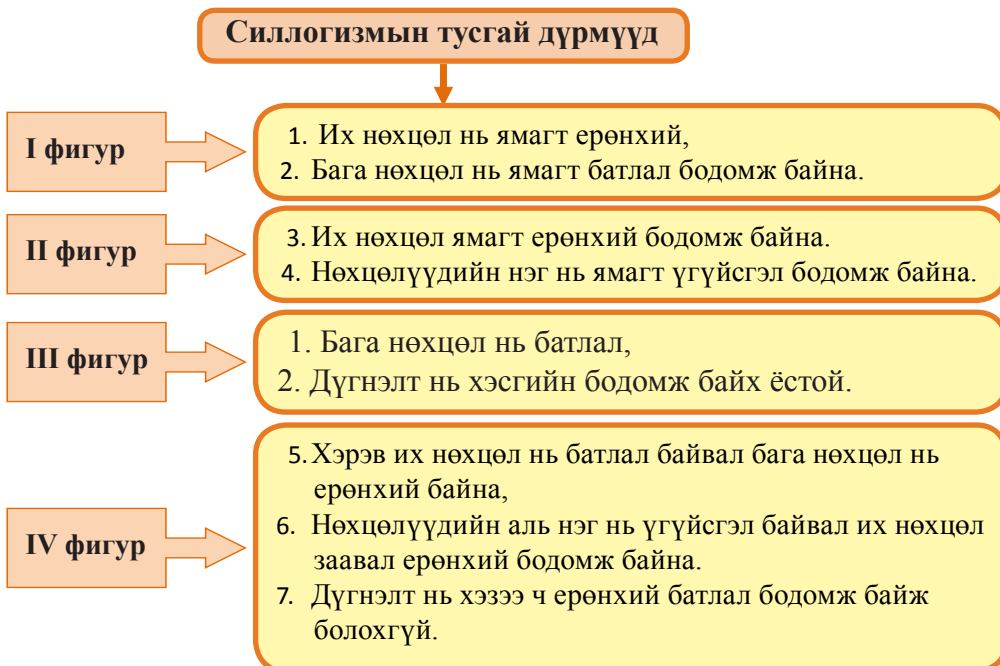 Силлогизмын тусгай дүрмүүд
I фигур
1. Их нөхцөл нь ямагт ерөнхий,
2. Бага нөхцөл нь ямагт батлал бодомж байна.
II фигур
3. Их нөхцөл ямагт ерөнхий бодомж байна.
4. Нөхцөлүүдийн нэг нь ямагт үгүйсгэл бодомж байна.
III фигур
1. Бага нөхцөл нь батлал,
2. Дүгнэлт нь хэсгийн бодомж байх ёстой.
IV фигур
5. Хэрэв их нөхцөл нь батлал байвал бага нөхцөл нь
ерөнхий байна,
6. Нөхцөлүүдийн аль нэг нь үгүйсгэл байвал их нөхцөл
заавал ерөнхий бодомж байна.
7. Дүгнэлт нь хэзээ ч ерөнхий батлал бодомж байж
болохгүй.